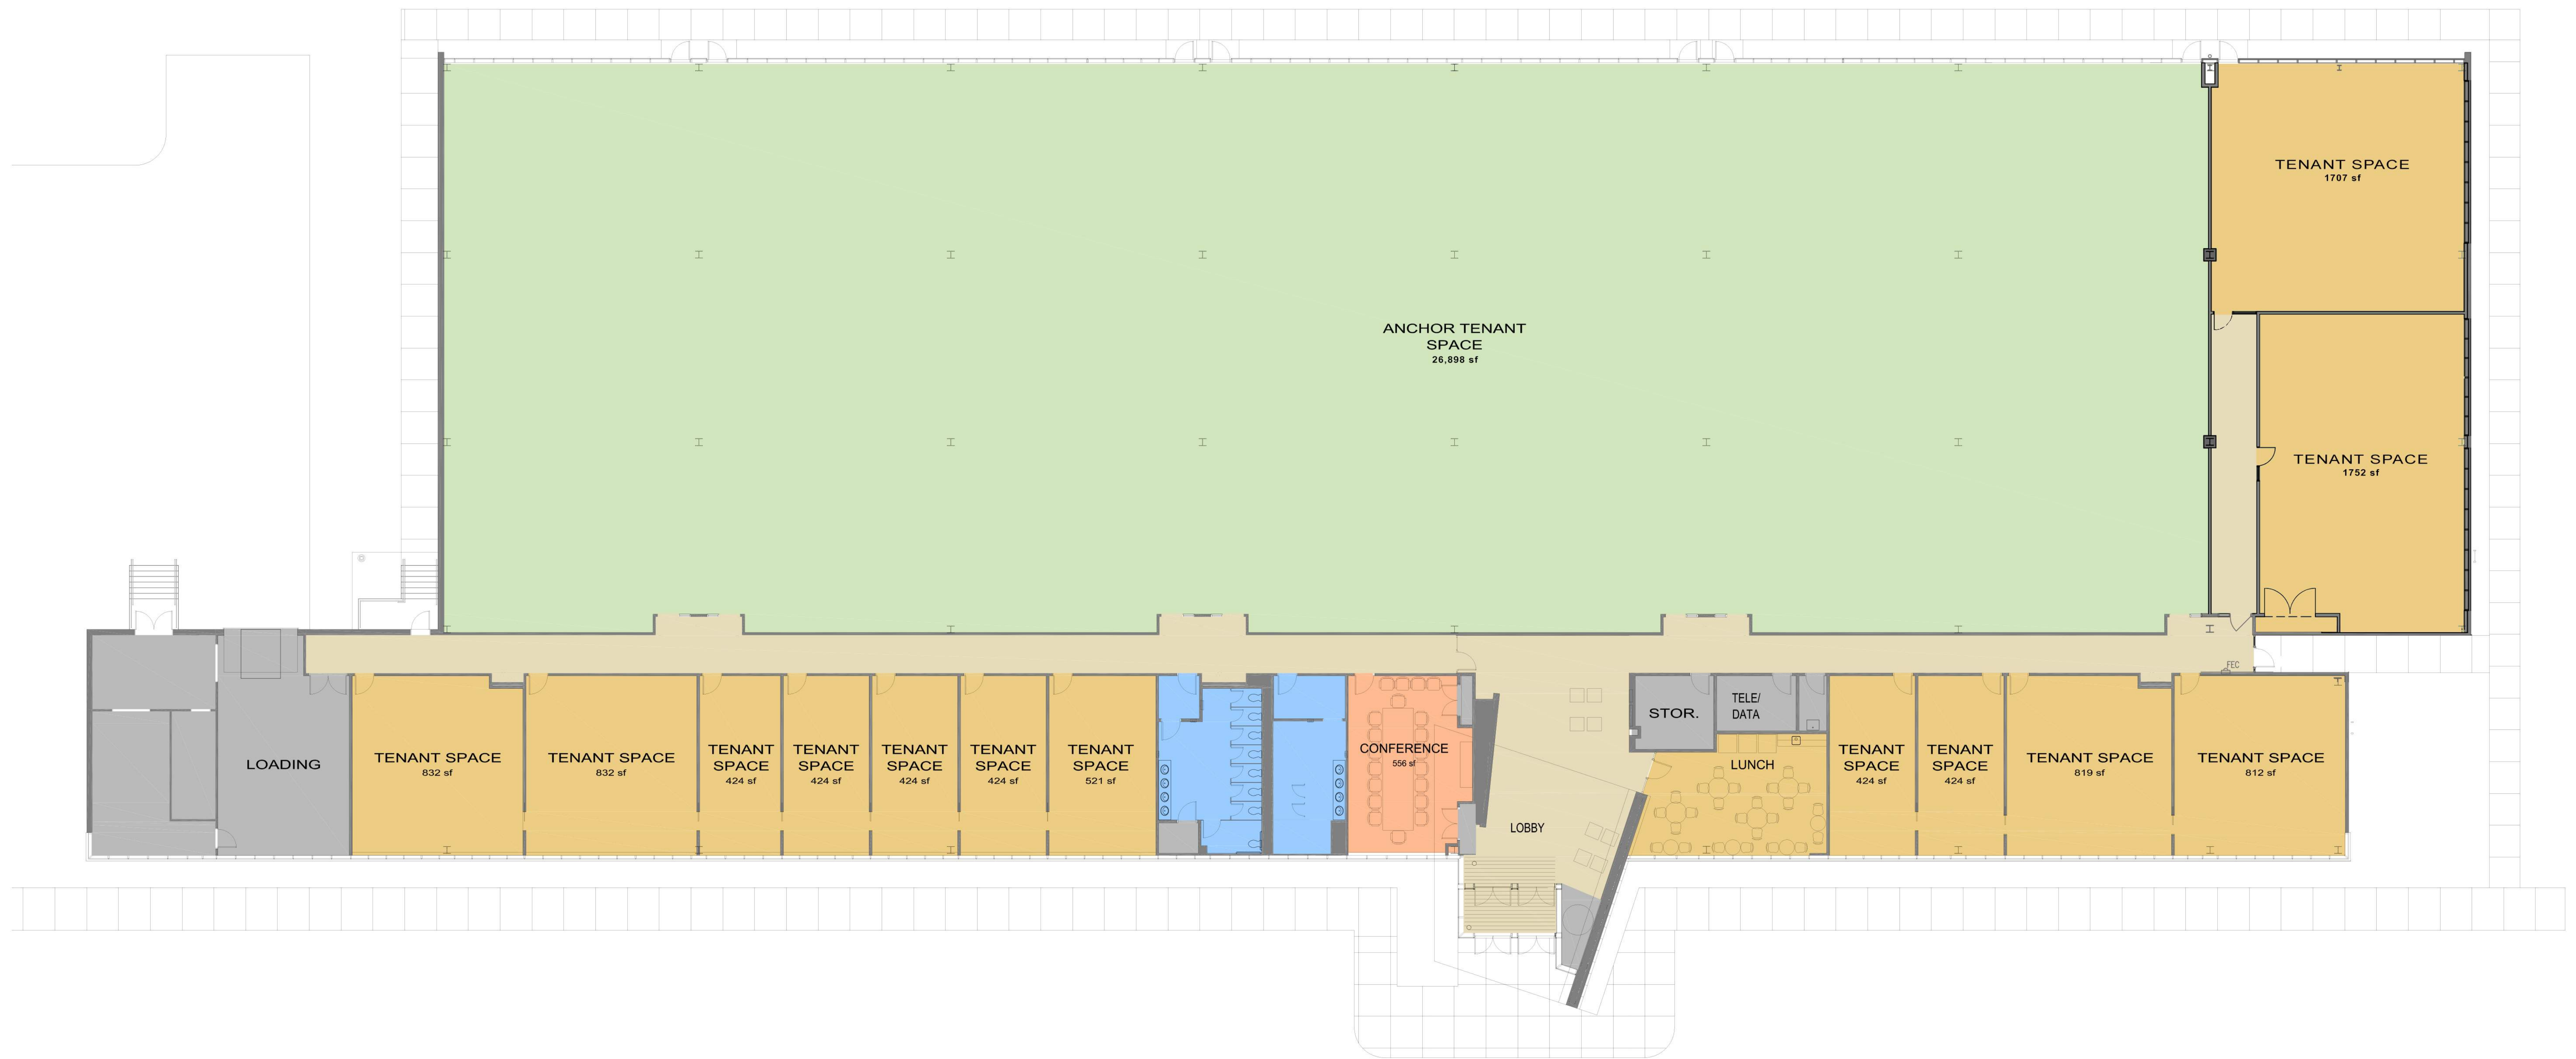 TENANT SPACE
1707 sf
ANCHOR TENANT
SPACE
26,898 sf
TENANT SPACE
1752 sf
FEC
LOADING
TENANT SPACE
832 sf
TENANT SPACE
832 sf
TENANT
SPACE
424 sf
TENANT
SPACE
424 sf
TENANT
SPACE
424 sf
TENANT
SPACE
424 sf
TENANT
SPACE
521 sf
CONFERENCE
556 sf
LOBBY
STOR.
TELE/
DATA
LUNCH
TENANT
SPACE
424 sf
TENANT
SPACE
424 sf
TENANT SPACE
819 sf
TENANT SPACE
812 sf